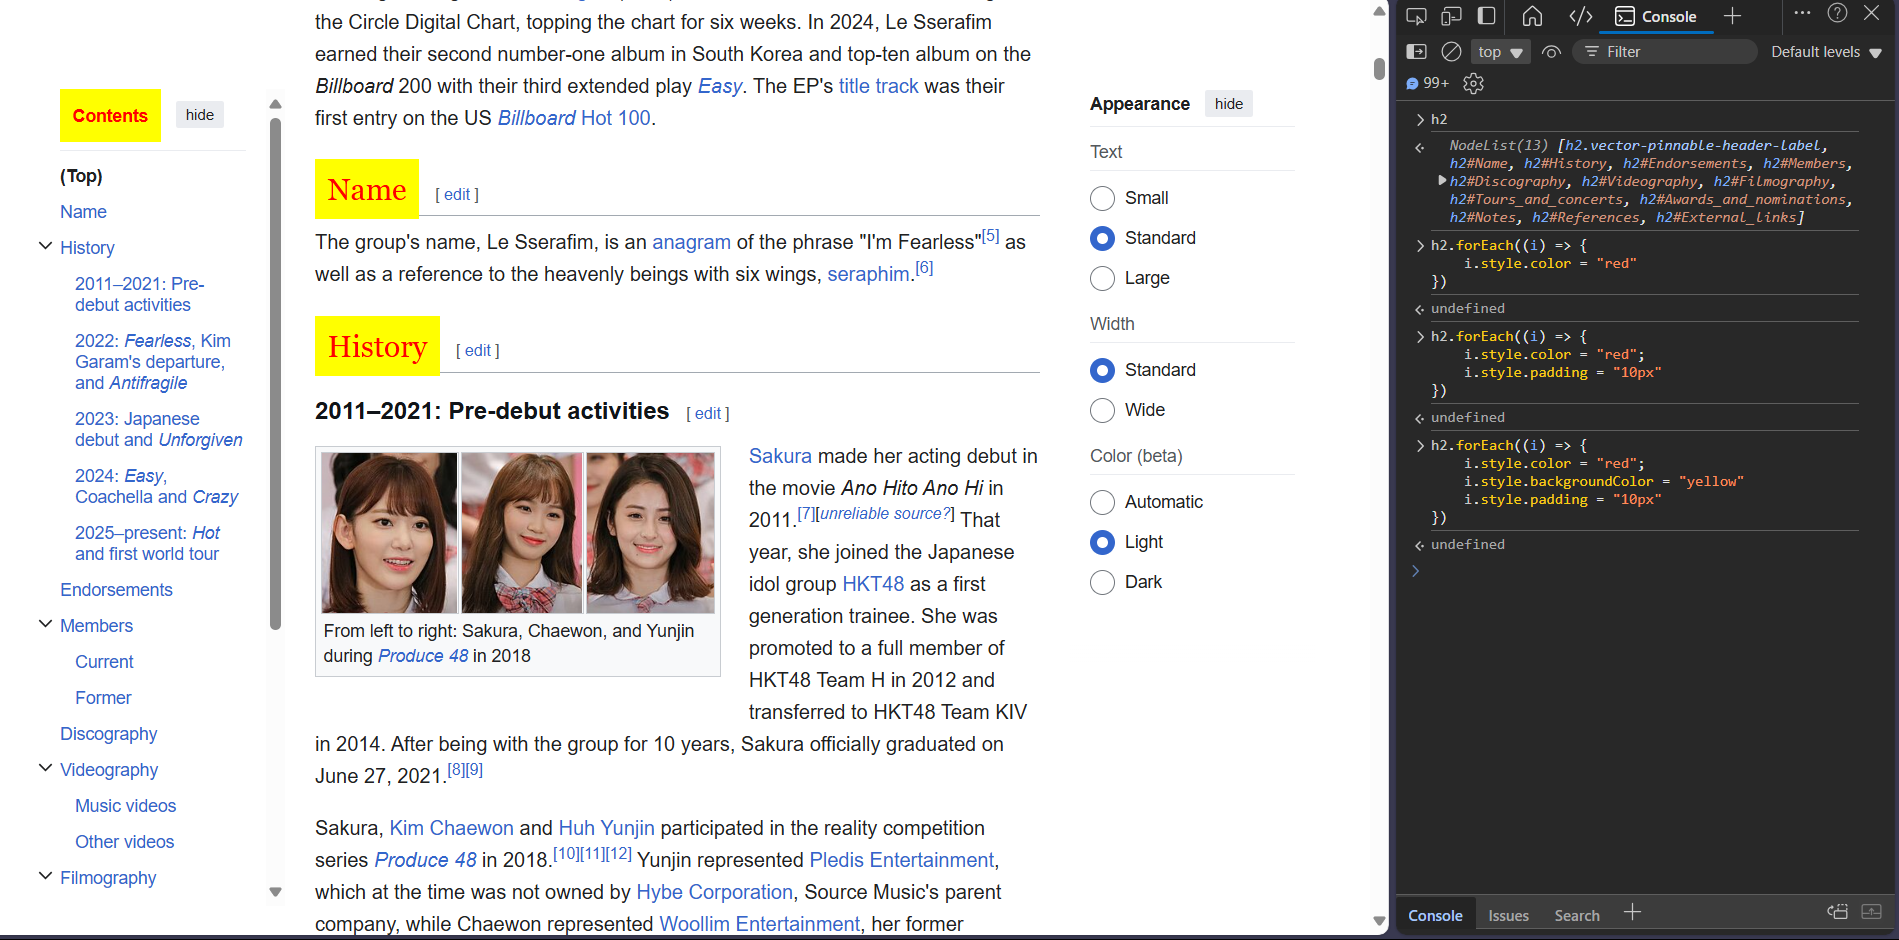 the Circle Digital Chart, topping the chart for six weeks. In 2024, Le Sserafim
earned their second number-one album in South Korea and top-ten album on the
Billboard 200 with their third extended play Easy. The EP's title track was their
first entry on the US Billboard Hot 100.
Contents
hide
(Top)
Name
History
2011–2021: Pre-
debut activities
2022: Fearless, Kim
Garam's departure,
and Antifragile
2023: Japanese
debut and Unforgiven
2024: Easy,
Coachella and Crazy
2025–present: Hot
and first world tour
Endorsements
Members
Current
Former
Discography
Videography
Music videos
Other videos
Filmography
Name [ edit ]
The group's name, Le Sserafim, is an anagram of the phrase "I'm Fearless"[5] as
well as a reference to the heavenly beings with six wings, seraphim.[6]
History [ edit ]
2011–2021: Pre-debut activities [ edit ]
From left to right: Sakura, Chaewon, and Yunjin
during Produce 48 in 2018
Sakura made her acting debut in
the movie Ano Hito Ano Hi in
2011.[7][unreliable source?] That
year, she joined the Japanese
idol group HKT48 as a first
generation trainee. She was
promoted to a full member of
HKT48 Team H in 2012 and
transferred to HKT48 Team KIV
in 2014. After being with the group for 10 years, Sakura officially graduated on
June 27, 2021.[8][9]
Sakura, Kim Chaewon and Huh Yunjin participated in the reality competition
series Produce 48 in 2018.[10][11][12] Yunjin represented Pledis Entertainment,
which at the time was not owned by Hybe Corporation, Source Music's parent
company, while Chaewon represented Woollim Entertainment, her former
Appearance hide
Text
Small
Standard
Large
Width
Standard
Wide
Color (beta)
Automatic
Light
Dark
Console
top
Filter
Default levels
99+
h2
NodeList(13) [h2.vector-pinnable-header-label,
h2#Name, h2#History, h2#Endorsements, h2#Members,
h2#Discography, h2#Videography, h2#Filmography,
h2#Tours_and_concerts, h2#Awards_and_nominations,
h2#Notes, h2#References, h2#External_links]
h2.forEach((i) => {
i.style.color = "red"
})
undefined
h2.forEach((i) => {
i.style.color = "red";
i.style.padding = "10px"
})
undefined
h2.forEach((i) => {
i.style.color = "red";
i.style.backgroundColor = "yellow"
i.style.padding = "10px"
})
undefined
Console Issues Search